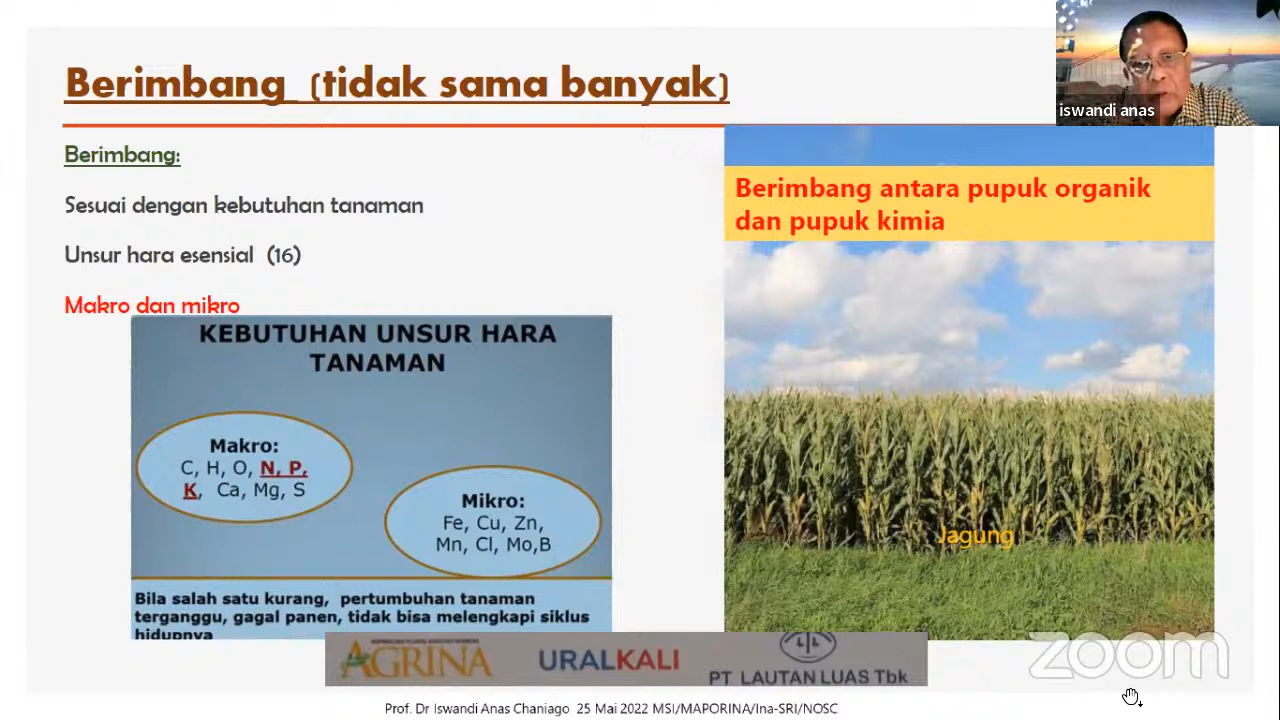 Berimbang (tidak sama banyak)
iswandi anas
Berimbang:
Sesuai dengan kebutuhan tanaman
Unsur hara esensial (16)
Makro dan mikro
Berimbang antara pupuk organik
dan pupuk kimia
KEBUTUHAN UNSUR HARA
TANAMAN
Makro:
C, H, O, N, P,
K, Ca, Mg, S
Mikro:
Fe, Cu, Zn,
Mn, Cl, Mo,B
Jagung
Bila salah satu kurang, pertumbuhan tanaman
terganggu, gagal panen, tidak bisa melengkapi siklus
hidupnya
AGRINA
URALKALI
PT LAUTAN LUAS Tbk
zoom
Prof. Dr Iswandi Anas Chaniago 25 Mai 2022 MSI/MAPORINA/Ina-SRI/NOSC